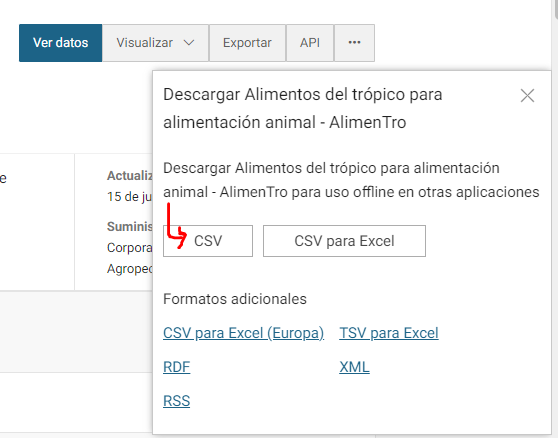 Ver datos
Visualizar
Exportar
API
Descargar Alimentos del trópico para
alimentación animal - AlimenTro
Descargar Alimentos del trópico para alimentación
animal - AlimenTro para uso offline en otras aplicaciones
CSV
CSV para Excel
Formatos adicionales
CSV para Excel (Europa)
TSV para Excel
RDF
XML
RSS
e
Actualiz
15 de ju
Suminis
Corpora
Agropec